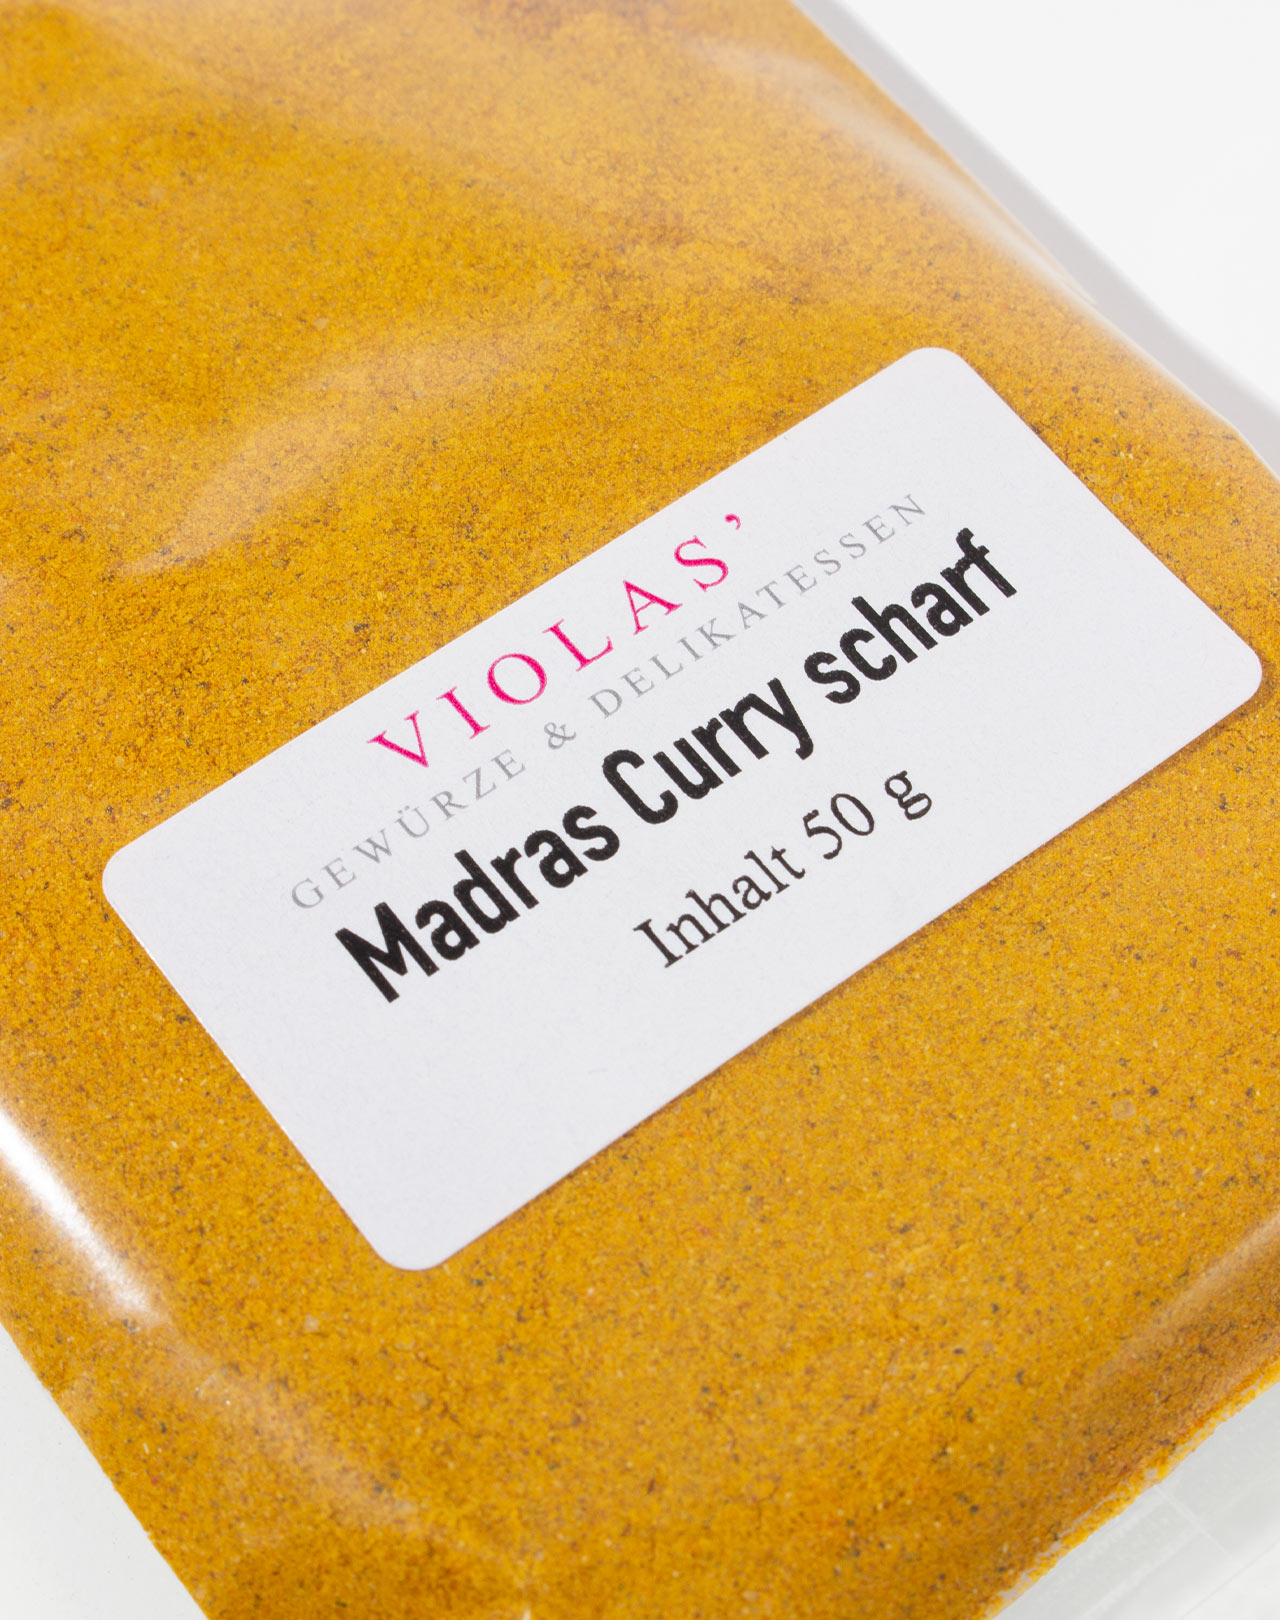 VIOLAS’
GEWÜRZE & DELIKATESSEN
Madras Curry scharf
Inhalt 50 g